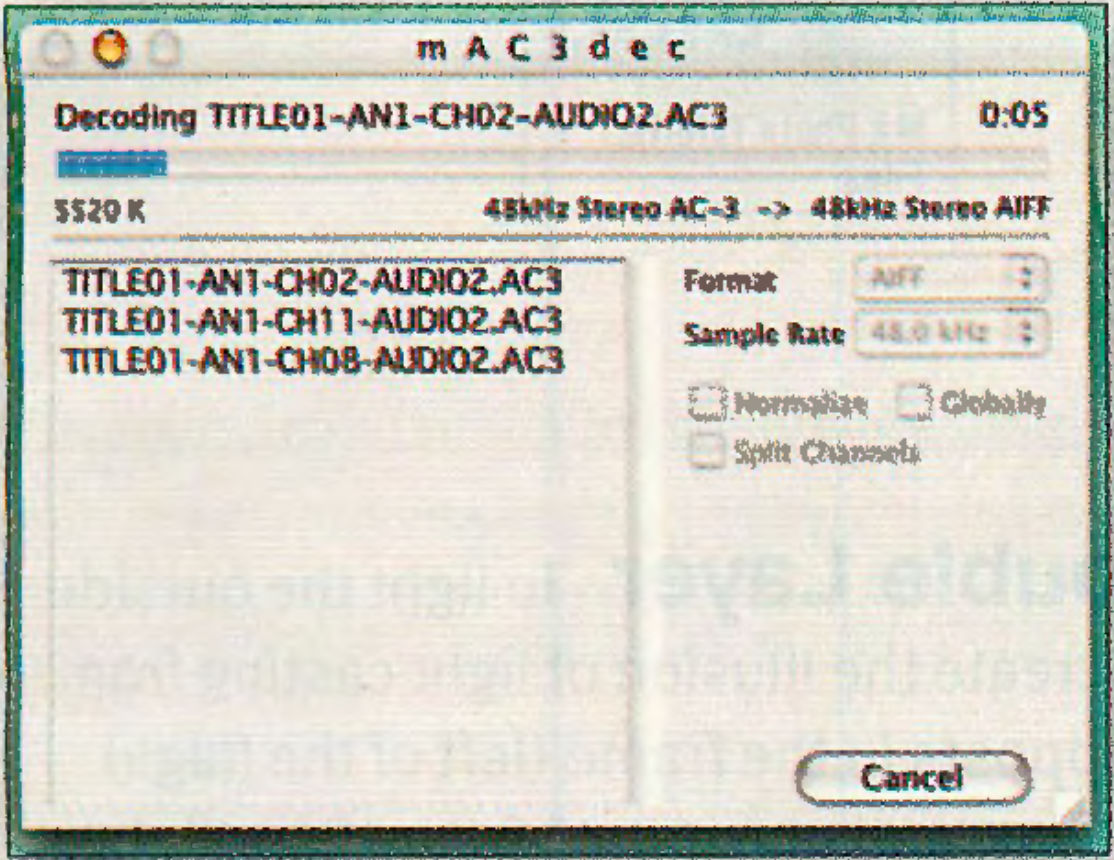 mAC3dec
Decoding TITLE01-AN1-CH02-AUDIO2.AC3 0:05
5520 K 48kHz Stereo AC-3 -> 48kHz Stereo AIFF
TITLE01-AN1-CH02-AUDIO2.AC3
TITLE01-AN1-CH11-AUDIO2.AC3
TITLE01-AN1-CH08-AUDIO2.AC3
Format AIFF
Sample Rate 48.0 kHz
Normalize Globally
Split Channels
Cancel